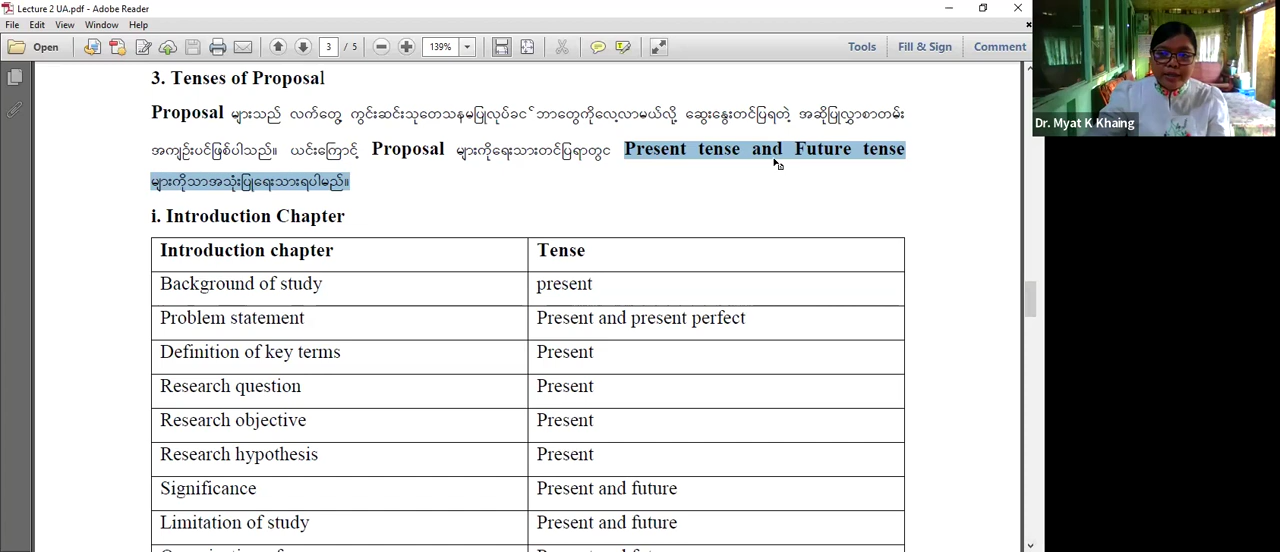 Lecture 2 UA.pdf - Adobe Reader
File Edit View Window Help
Open 3 / 5 139% Tools Fill & Sign Comment
Dr. Myat K Khaing
3. Tenses of Proposal
Proposal များသည် လက်တွေ့ ကွင်းဆင်းသုတေသနမပြုလုပ်ခင် ဘာတွေကိုလေ့လာမယ်လို့ ဆွေးနွေးတင်ပြရတဲ့ အဆိုပြုလွှာစာတမ်း
အကျဉ်းပင်ဖြစ်ပါသည်။ ယင်းကြောင့် Proposal များကိုရေးသားတင်ပြရာတွင် Present tense and Future tense
များကိုသာအသုံးပြုရေးသားရပါမည်။
i. Introduction Chapter
Introduction chapter Tense
Background of study present
Problem statement Present and present perfect
Definition of key terms Present
Research question Present
Research objective Present
Research hypothesis Present
Significance Present and future
Limitation of study Present and future